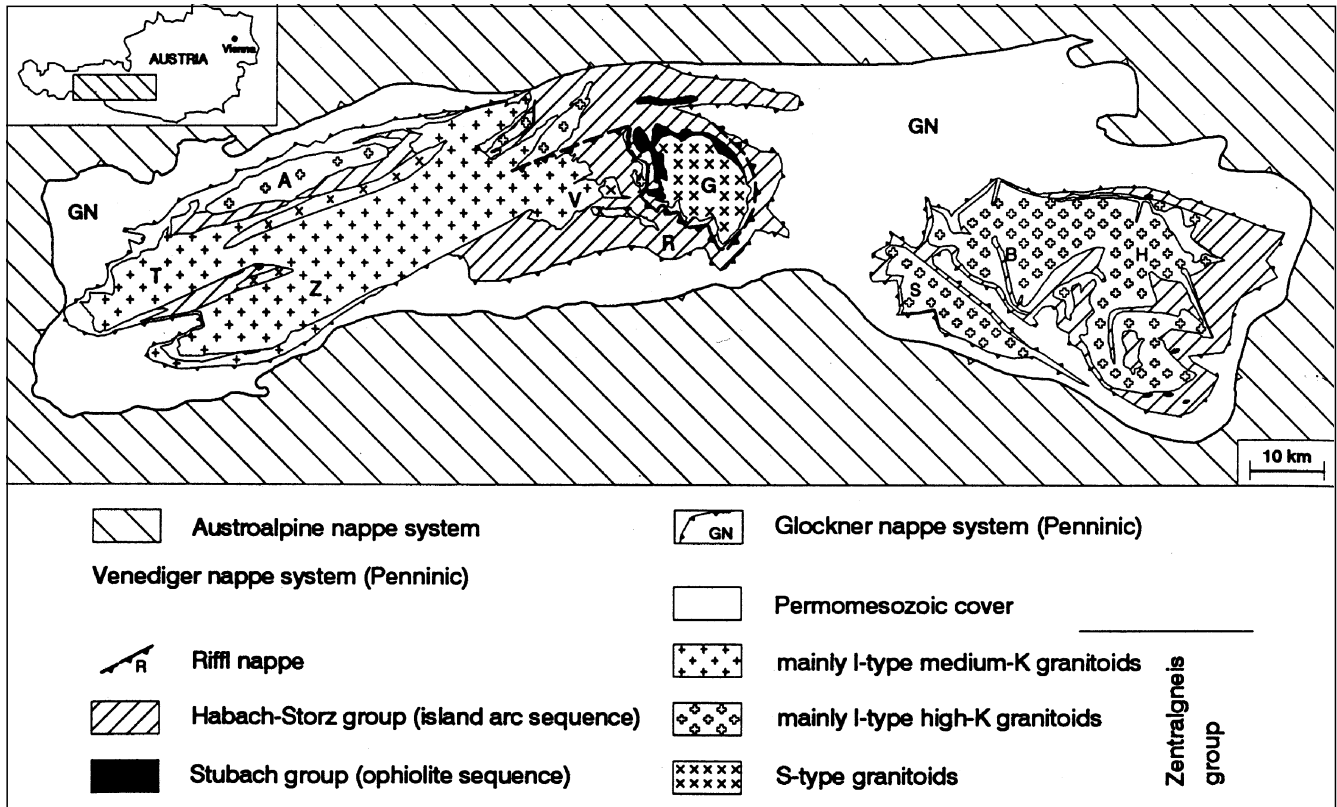 AUSTRIA
Vienna
GN
GN
A
T
Z
V
G
R
S
B
H
10 km
Austroalpine nappe system
Venediger nappe system (Penninic)
R
Riffl nappe
Habach-Storz group (island arc sequence)
Stubach group (ophiolite sequence)
GN
Glockner nappe system (Penninic)
Permomesozoic cover
mainly I-type medium-K granitoids
mainly I-type high-K granitoids
S-type granitoids
Zentralgneis
group